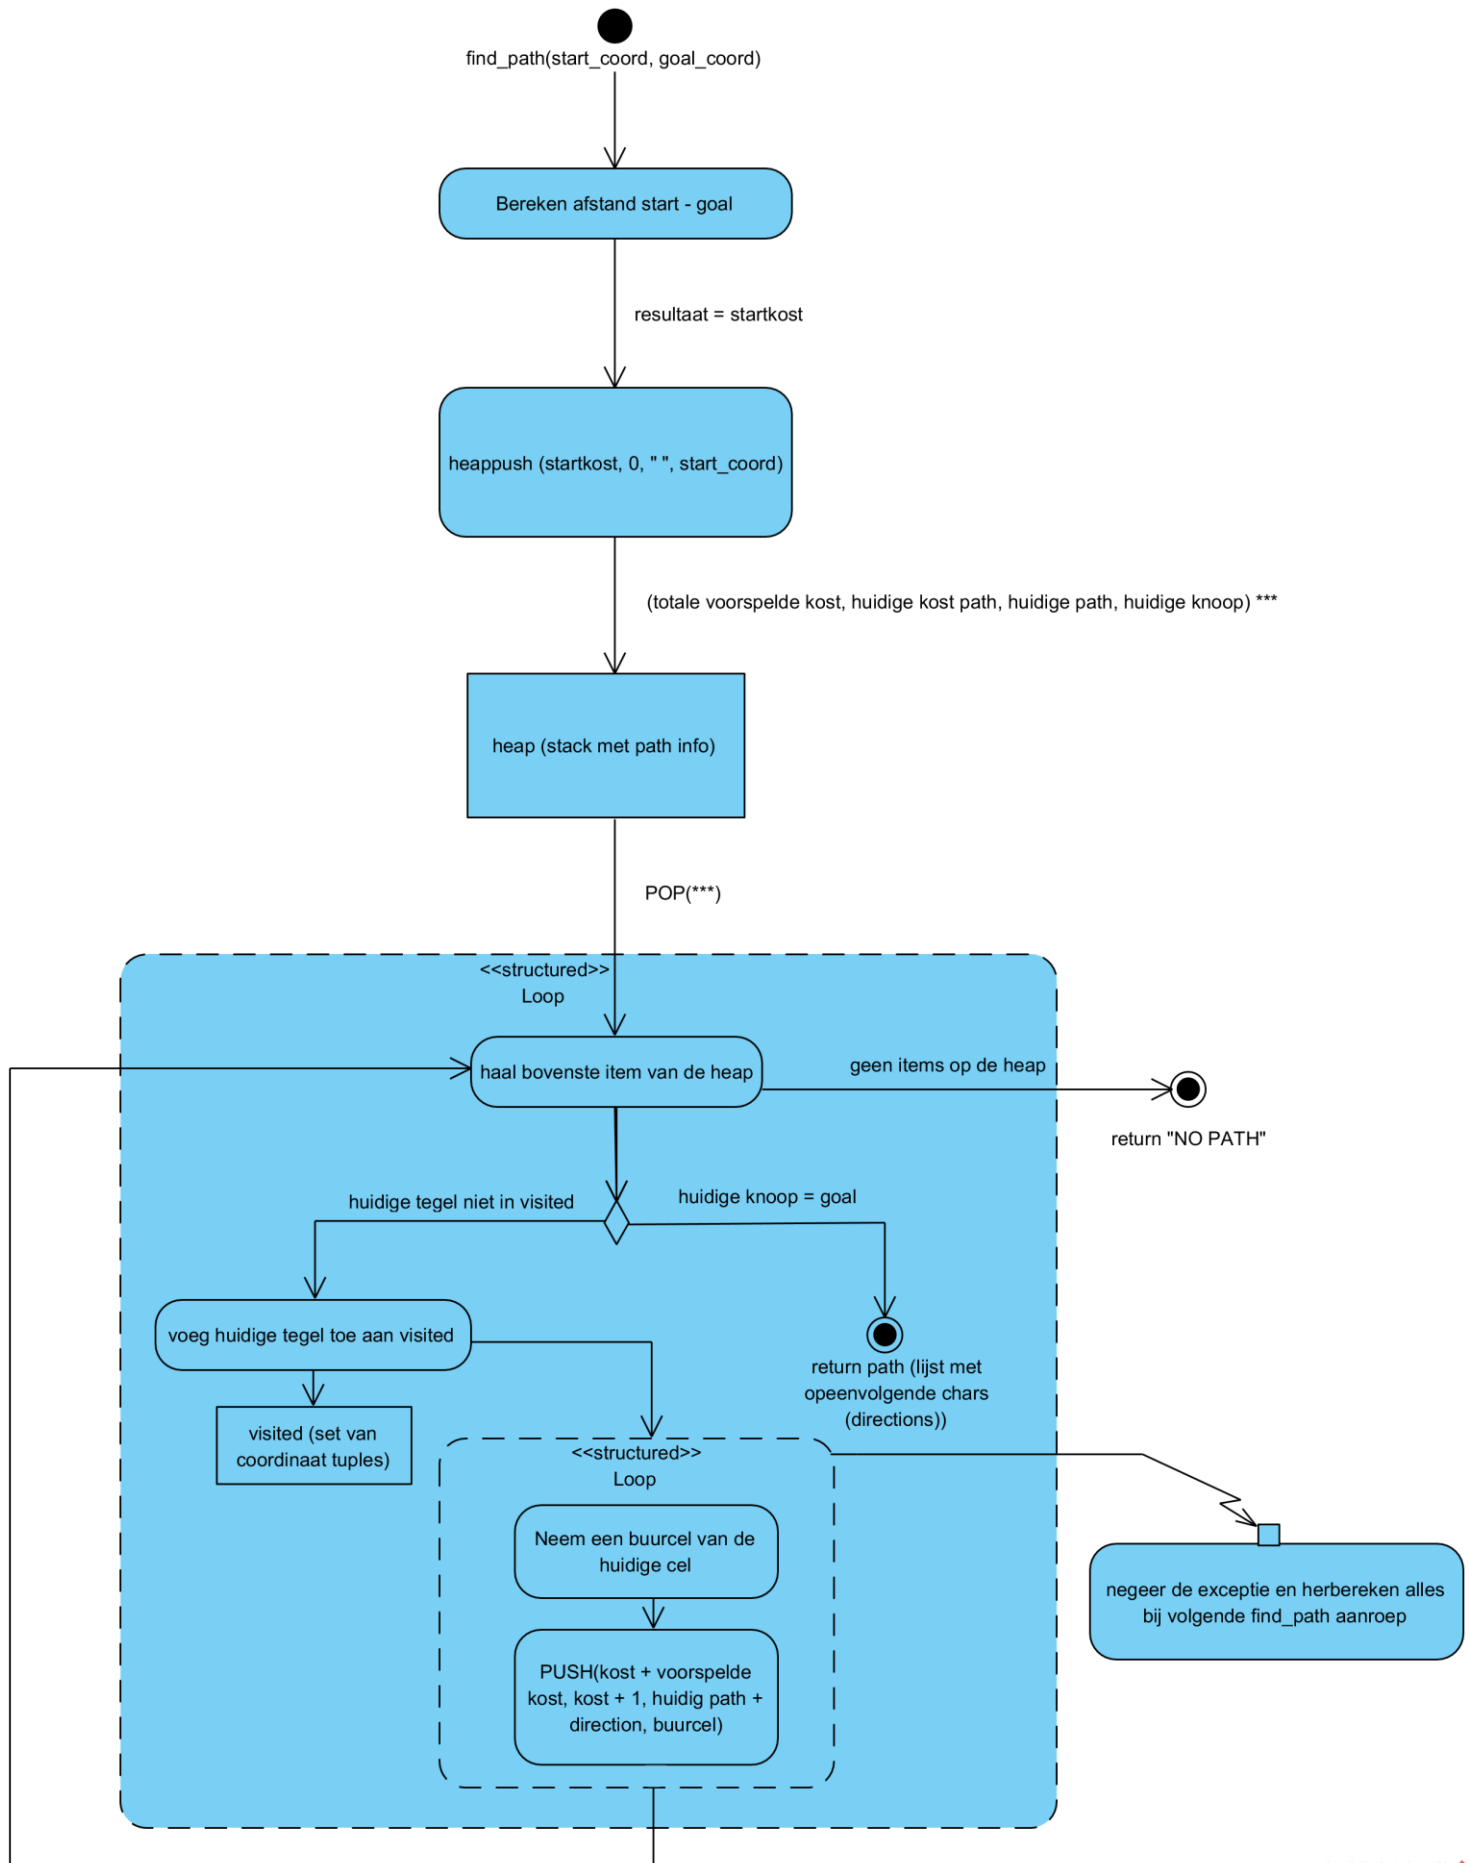 find_path(start_coord, goal_coord)
Bereken afstand start - goal
resultaat = startkost
heappush (startkost, 0, " ", start_coord)
(totale voorspelde kost, huidige kost path, huidige path, huidige knoop) ***
heap (stack met path info)
POP(***)
<<structured>>
Loop
haal bovenste item van de heap
geen items op de heap
return "NO PATH"
huidige tegel niet in visited
huidige knoop = goal
voeg huidige tegel toe aan visited
return path (lijst met
opeenvolgende chars
(directions))
visited (set van
coordinaat tuples)
<<structured>>
Loop
Neem een buurcel van de
huidige cel
negeer de exceptie en herbereken alles
bij volgende find_path aanroep
PUSH(kost + voorspelde
kost, kost + 1, huidig path +
direction, buurcel)